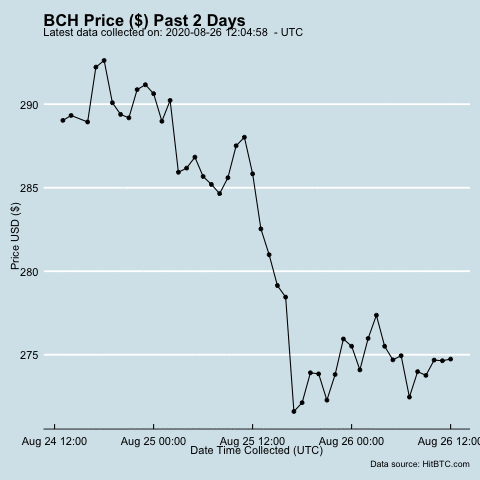 BCH Price ($) Past 2 Days
Latest data collected on: 2020-08-26 12:04:58 - UTC
290
285
280
275
Price USD ($)
Aug 24 12:00 Aug 25 00:00 Aug 25 12:00 Aug 26 00:00 Aug 26 12:00
Date Time Collected (UTC)
Data source: HitBTC.com